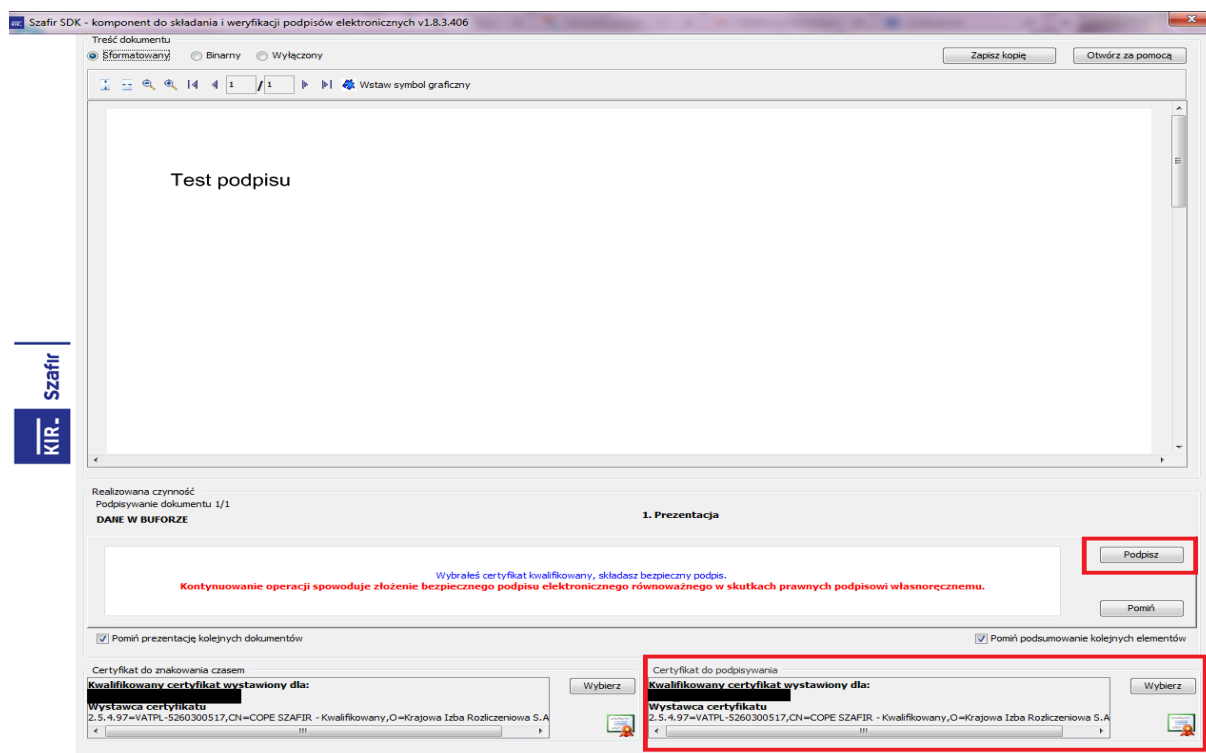 Szafir SDK - komponent do składania i weryfikacji podpisów elektronicznych v1.8.3.406
Treść dokumentu
Sformatowany Binarny Wyłączony Zapisz kopię Otwórz za pomocą
1 / 1 Wstaw symbol graficzny
Test podpisu
KIR. Szafir
Realizowana czynność
Podpisywanie dokumentu 1/1
DANE W BUFORZE
1. Prezentacja
Podpisz
Wybrałeś certyfikat kwalifikowany, składasz bezpieczny podpis.
Kontynuowanie operacji spowoduje złożenie bezpiecznego podpisu elektronicznego równoważnego w skutkach prawnych podpisowi własnoręcznemu.
Pomiń
Pomiń prezentację kolejnych dokumentów Pomiń podsumowanie kolejnych elementów
Certyfikat do znakowania czasem
Kwalifikowany certyfikat wystawiony dla:
Wybierz
Wystawca certyfikatu
2.5.4.97=VATPL-5260300517,CN=COPE SZAFIR - Kwalifikowany,O=Krajowa Izba Rozliczeniowa S.A
Certyfikat do podpisywania
Kwalifikowany certyfikat wystawiony dla:
Wybierz
Wystawca certyfikatu
2.5.4.97=VATPL-5260300517,CN=COPE SZAFIR - Kwalifikowany,O=Krajowa Izba Rozliczeniowa S.A